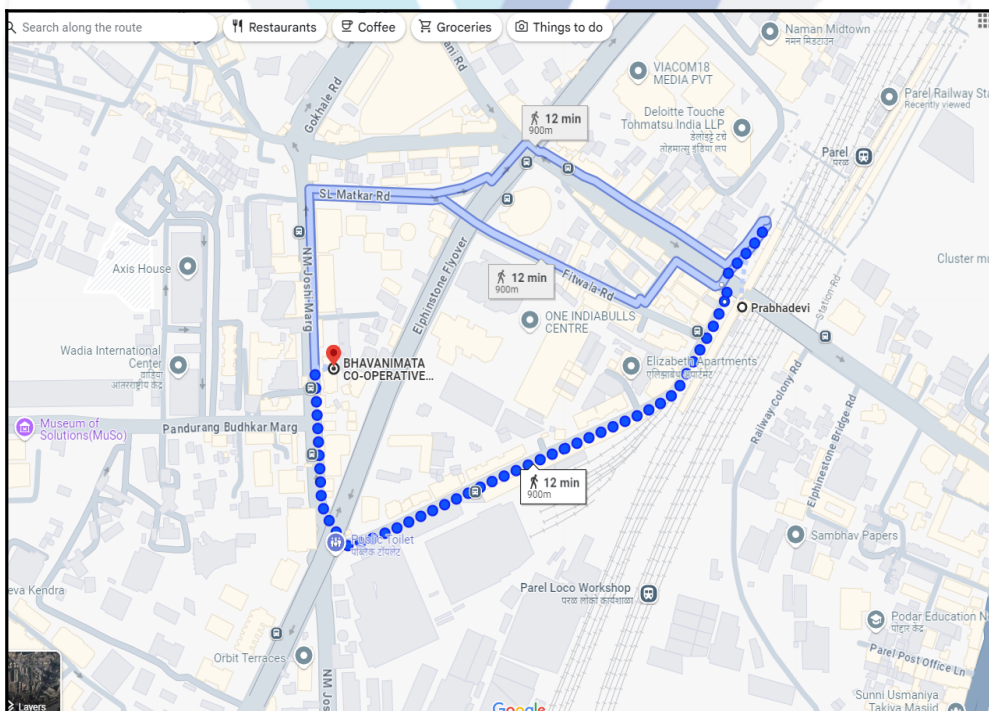 Search along the route
Restaurants
Coffee
Groceries
Things to do
Naman Midtown
नमन मिडटाउन
VIACOM18
MEDIA PVT
Gokhale Rd
ani Rd
Parel Railway Sta
Recently viewed
Deloitte Touche
Tohmatsu India LLP
12 min
900m
Parel
परळ
SL Matkar Rd
Axis House
NM Joshi Marg
Elphinstone Flyover
12 min
900m
Fitwala Rd
Cluster mu
Station Rd
Prabhadevi
ONE INDIABULLS
CENTRE
Wadia International
Center
BHAVANIMATA
CO-OPERATIVE...
Elizabeth Apartments
Railway Colony Rd
Museum of
Solutions(MuSo)
Pandurang Budhkar Marg
Elphinestone Bridge Rd
12 min
900m
Public Toilet
पब्लिक टॉयलेट
Sambhav Papers
eva Kendra
Parel Loco Workshop
परळ लोको कार्यशाळा
Podar Education N
Orbit Terraces
Parel Post Office Ln
NM Jos
Sunni Usmaniya
Takiya Masjid
Layers
Google